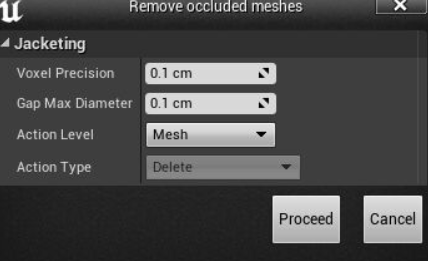 Remove occluded meshes
Jacketing
Voxel Precision 0.1 cm
Gap Max Diameter 0.1 cm
Action Level Mesh
Action Type Delete
Proceed Cancel